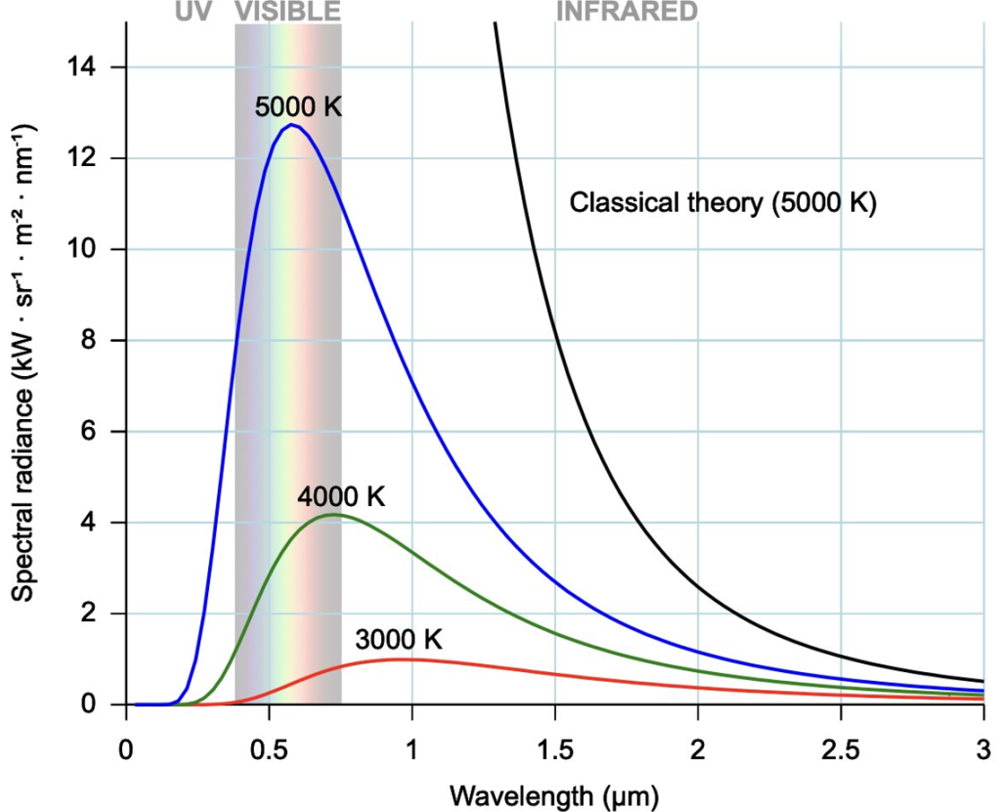 UV VISIBLE INFRARED
14
12
10
8
6
4
2
0
Spectral radiance (kW · sr⁻¹ · m⁻² · nm⁻¹)
5000 K
Classical theory (5000 K)
4000 K
3000 K
0 0.5 1 1.5 2 2.5 3
Wavelength (μm)